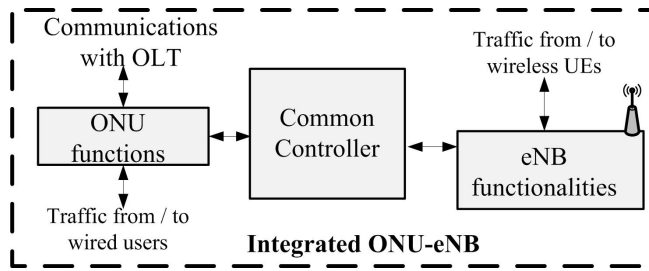 Communications
with OLT
ONU
functions
Traffic from / to
wired users
Common
Controller
Traffic from / to
wireless UEs
eNB
functionalities
Integrated ONU-eNB